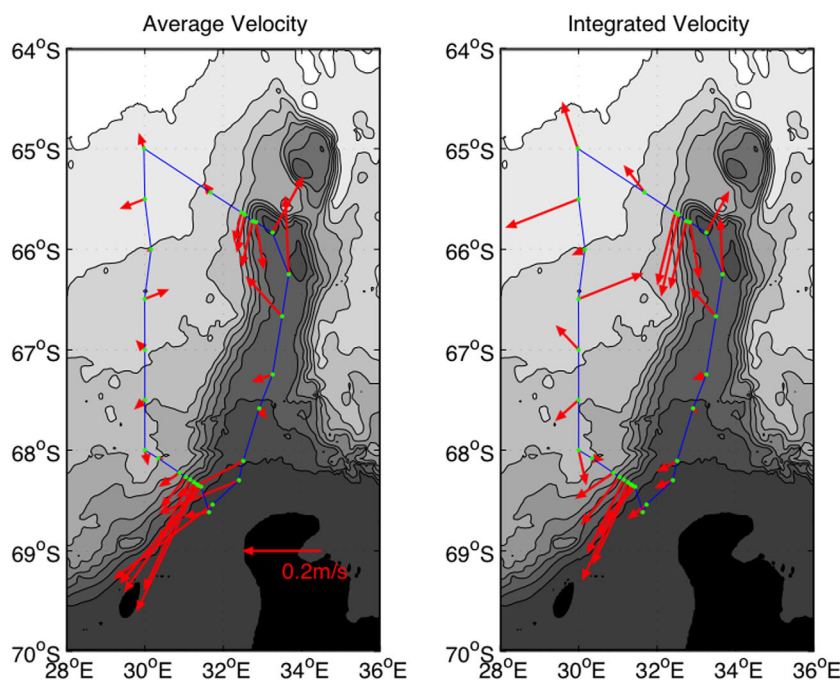 Average Velocity
Integrated Velocity
64°S
65°S
66°S
67°S
68°S
69°S
70°S
28°E
30°E
32°E
34°E
36°E
0.2m/s
64°S
65°S
66°S
67°S
68°S
69°S
70°S
28°E
30°E
32°E
34°E
36°E